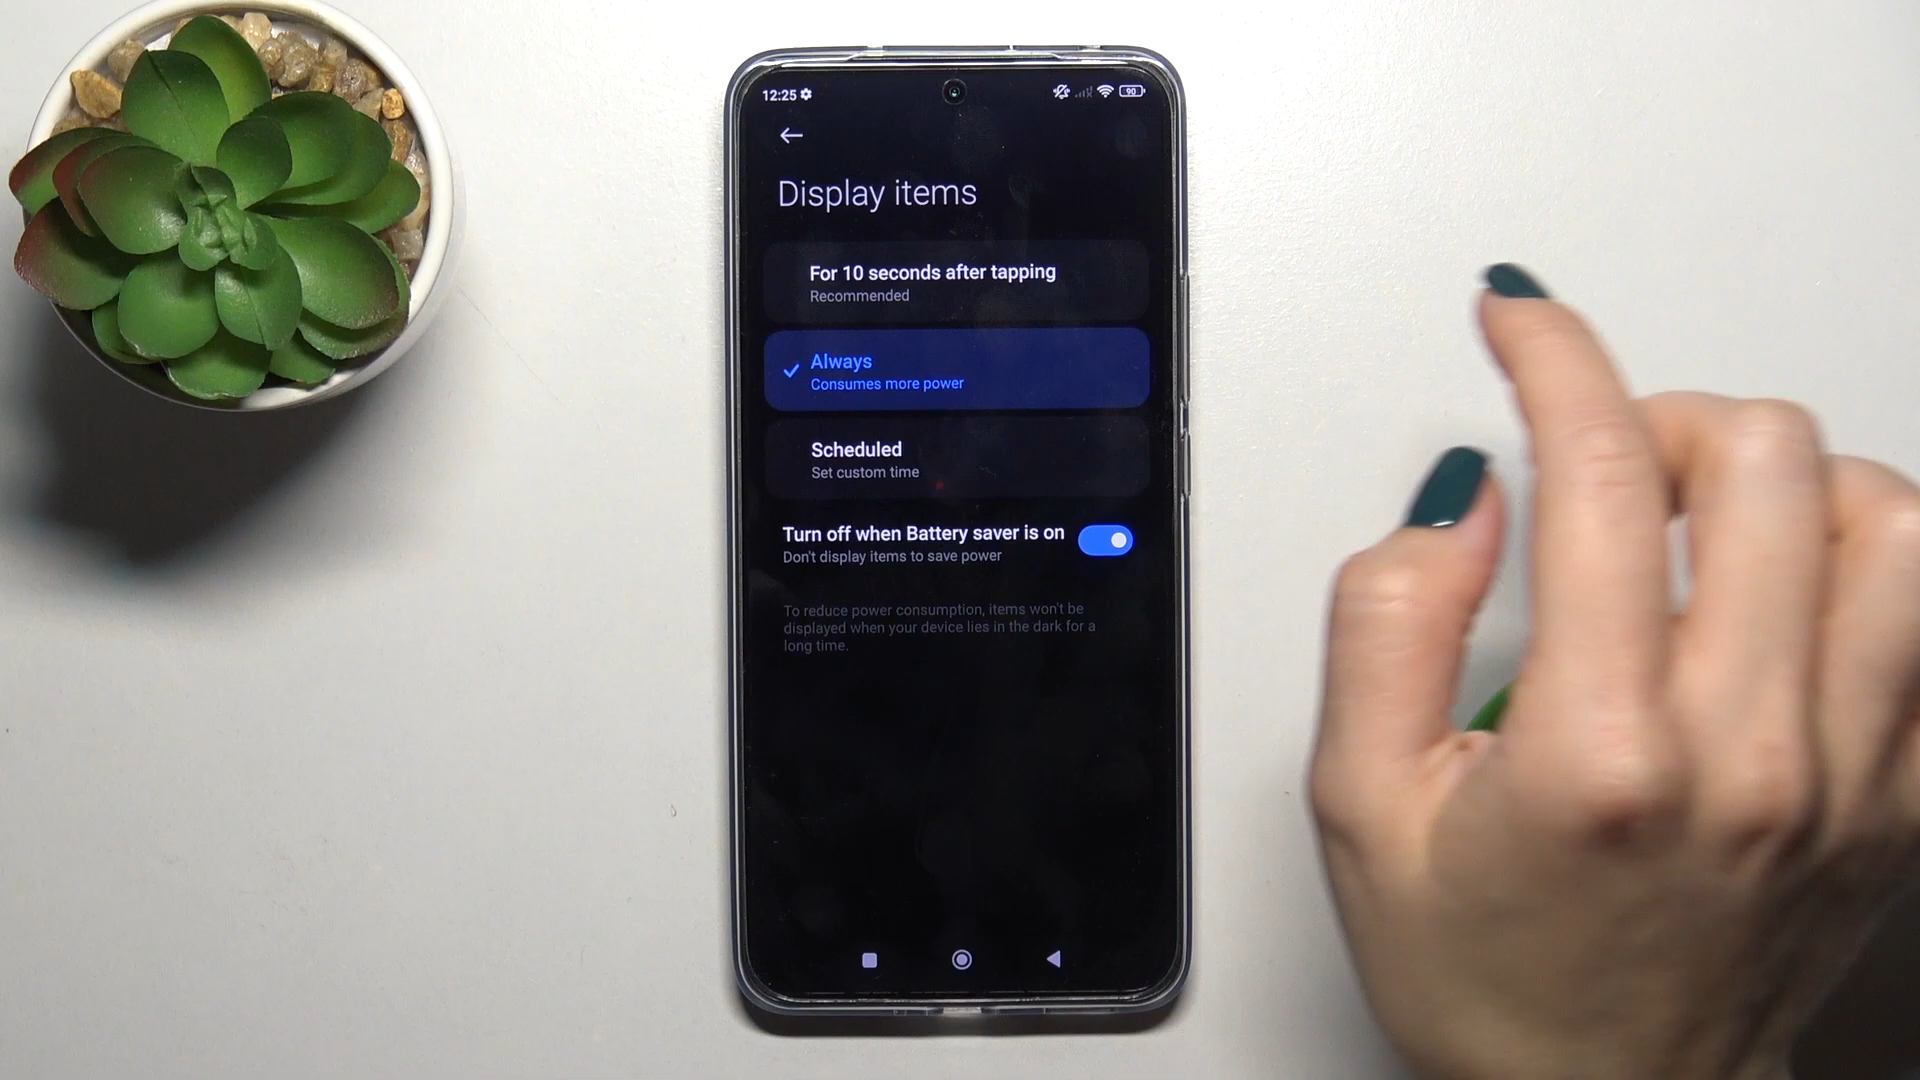 12:25
90
Display items
For 10 seconds after tapping
Recommended
Always
Consumes more power
Scheduled
Set custom time
Turn off when Battery saver is on
Don't display items to save power
To reduce power consumption, items won't be
displayed when your device lies in the dark for a
long time.